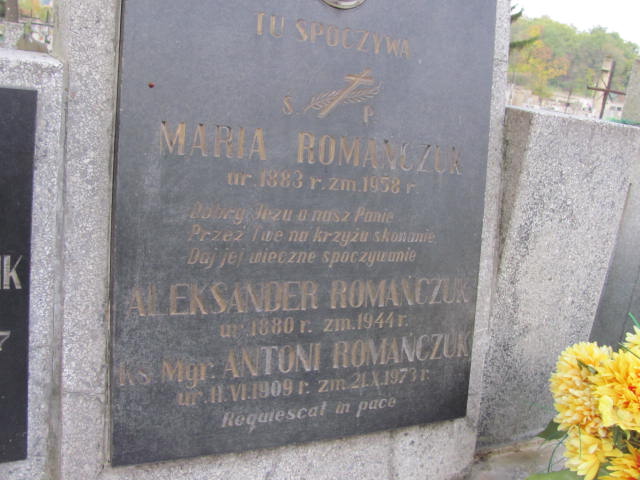 TU SPOCZYWA
Ś. P.
MARIA ROMAŃCZUK
ur. 1883 r. zm. 1958 r.
Dobry Jezu a nasz Panie
Przez Twe na krzyżu skonanie
Daj jej wieczne spoczywanie
ALEKSANDER ROMAŃCZUK
ur. 1880 r. zm. 1944 r.
ks. Mgr. ANTONI ROMAŃCZUK
ur. 11.VI.1909 r. zm. 21.X.1973 r.
Requiescat in pace
IK
7